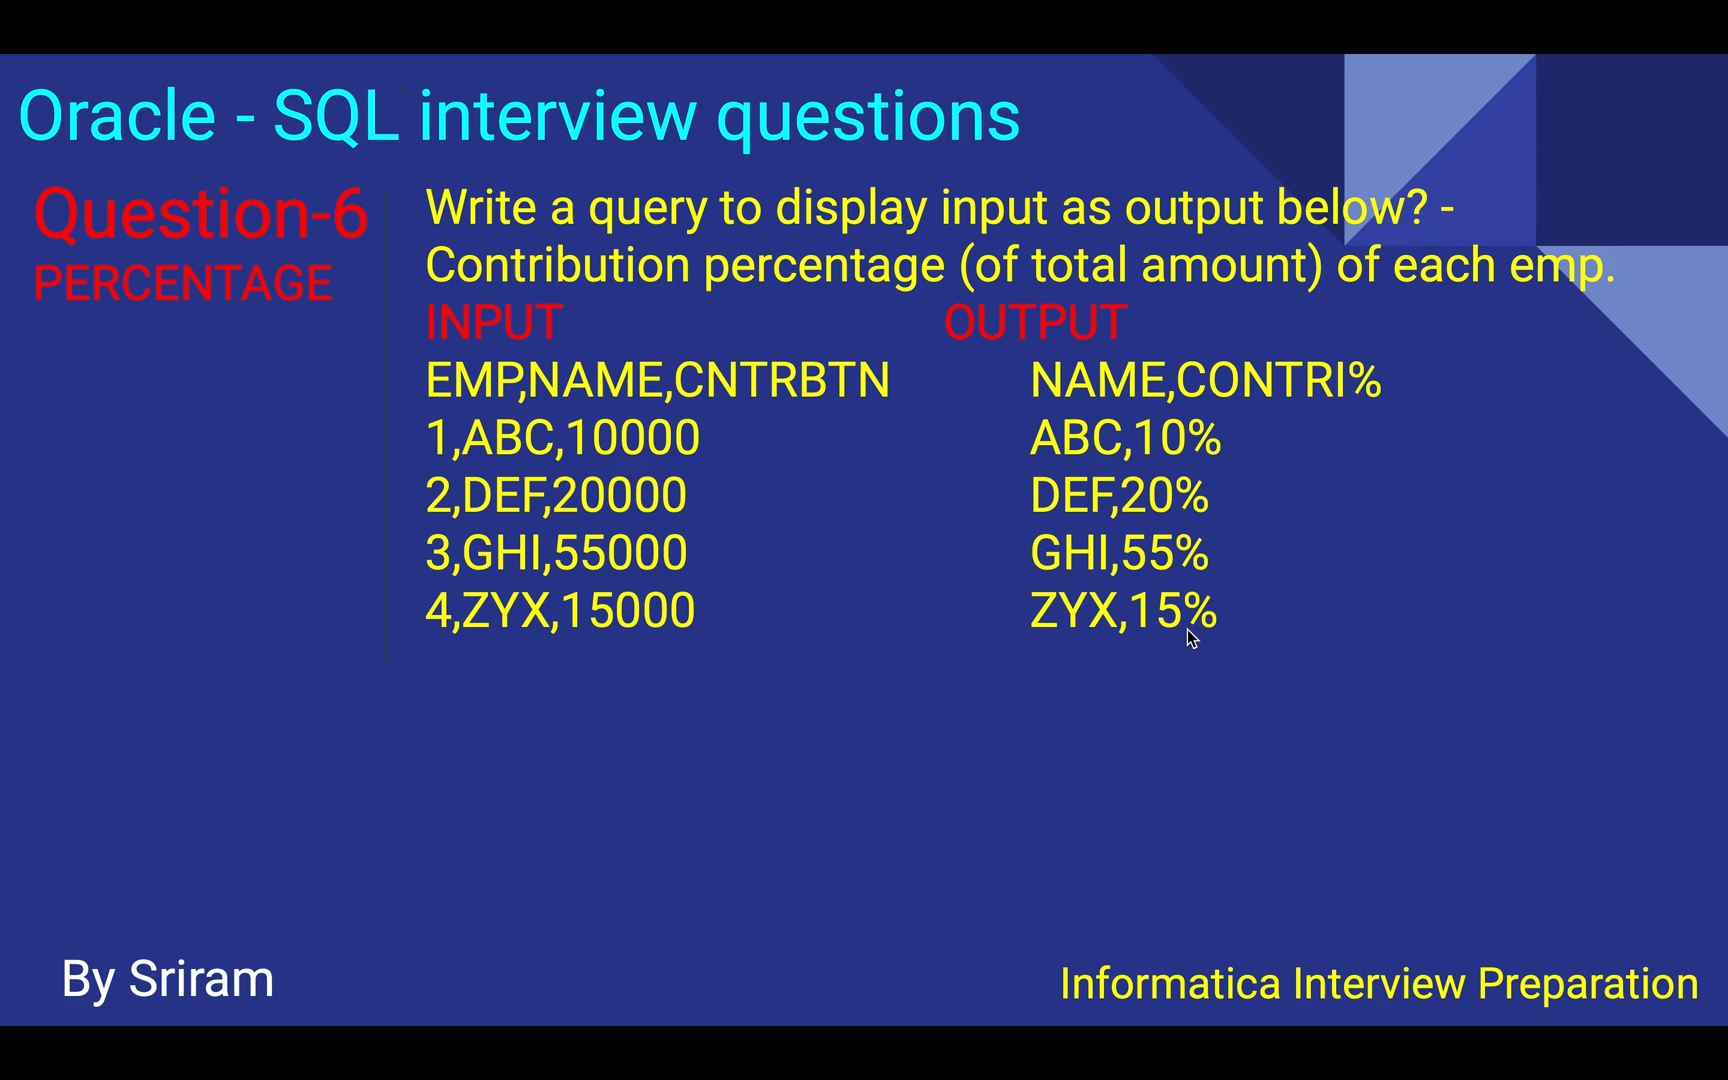 Oracle - SQL interview questions
Question-6
PERCENTAGE
Write a query to display input as output below? -
Contribution percentage (of total amount) of each emp.
INPUT OUTPUT
EMP,NAME,CNTRBTN NAME,CONTRI%
1,ABC,10000 ABC,10%
2,DEF,20000 DEF,20%
3,GHI,55000 GHI,55%
4,ZYX,15000 ZYX,15%
By Sriram
Informatica Interview Preparation